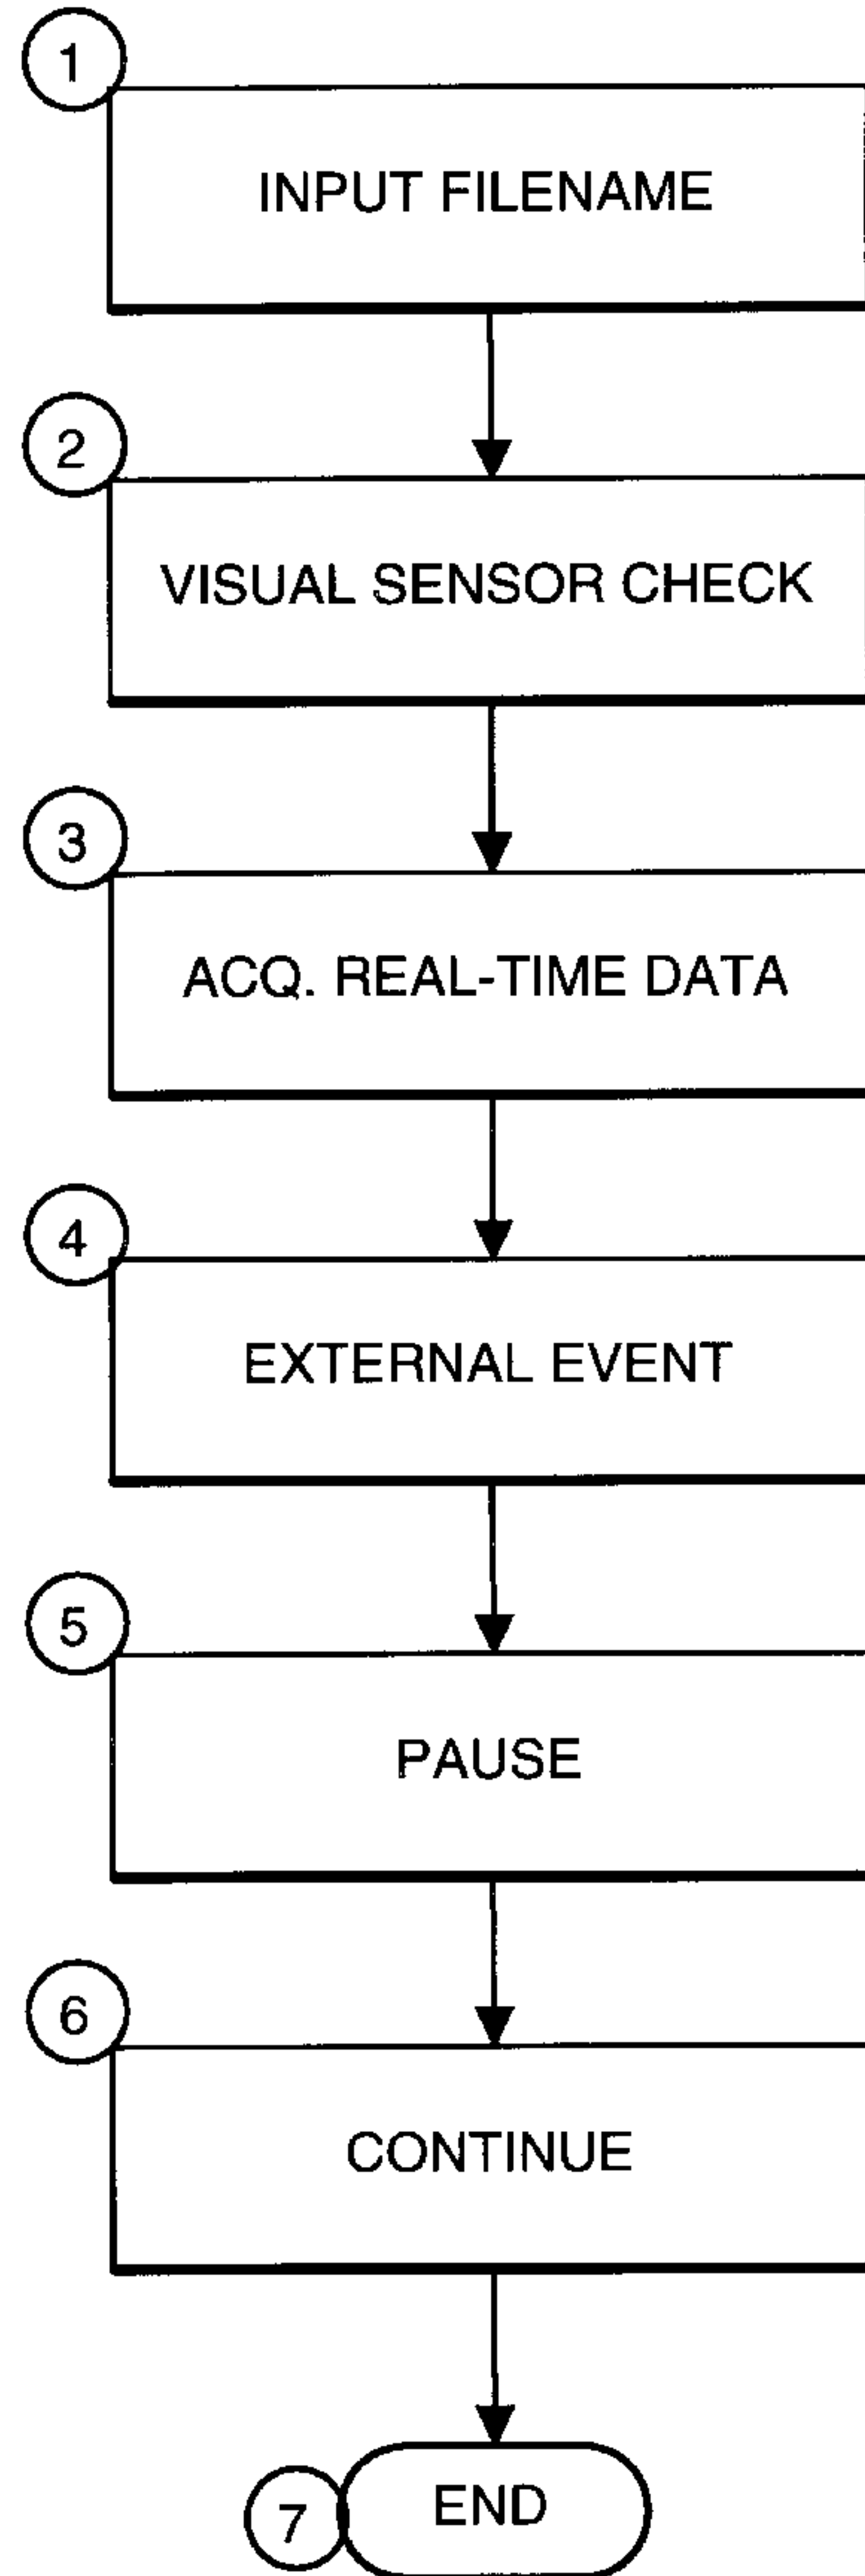 1
INPUT FILENAME
2
VISUAL SENSOR CHECK
3
ACQ. REAL-TIME DATA
4
EXTERNAL EVENT
5
PAUSE
6
CONTINUE
7
END